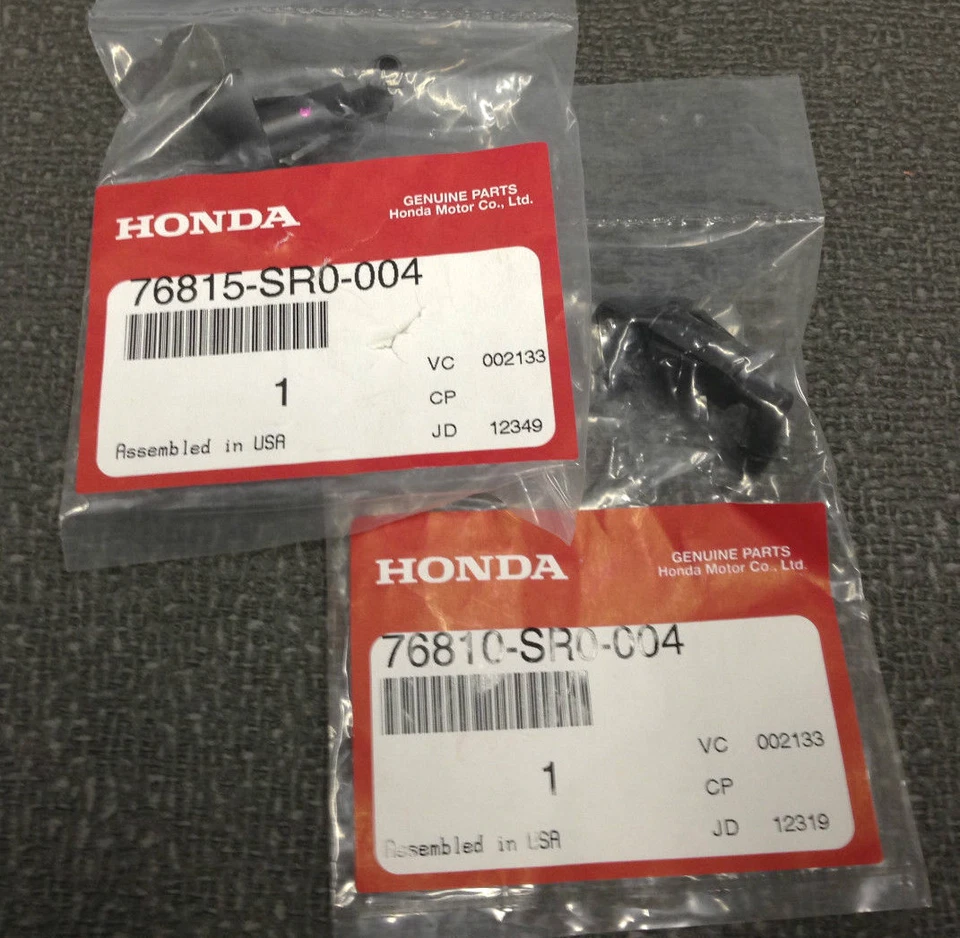 HONDA
GENUINE PARTS
Honda Motor Co., Ltd.
76815-SR0-004
1
VC 002133
CP
JD 12349
Assembled in USA
HONDA
GENUINE PARTS
Honda Motor Co., Ltd.
76810-SR0-004
1
VC 002133
CP
JD 12319
Assembled in USA